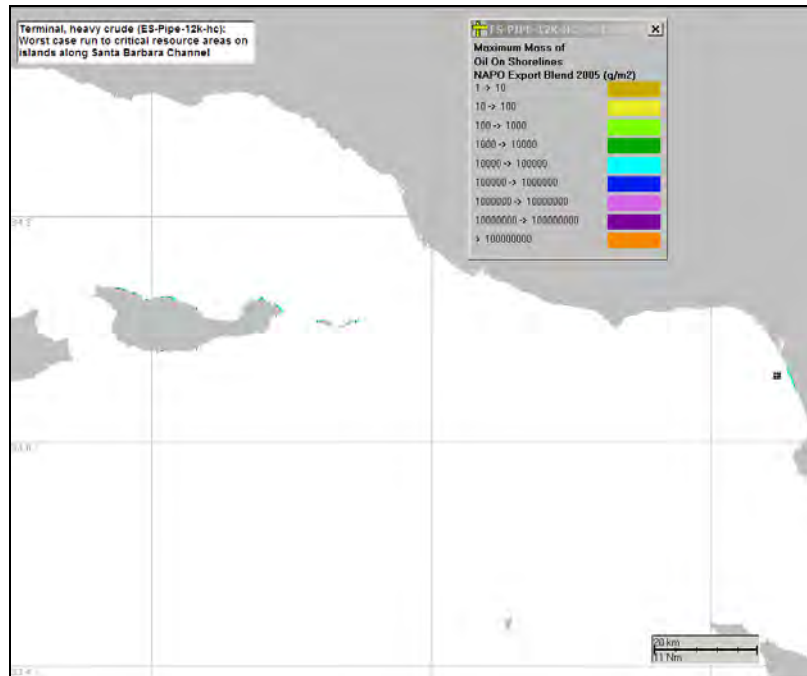 Terminal, heavy crude (ES-Pipe-12k-hc):
Worst case run to critical resource areas on
islands along Santa Barbara Channel
Maximum Mass of
Oil On Shorelines
NAPO Export Blend 2005 (g/m2)
1 -> 10
10 -> 100
100 -> 1000
1000 -> 10000
10000 -> 100000
100000 -> 1000000
1000000 -> 10000000
10000000 -> 100000000
> 100000000
20 km
11 Nm